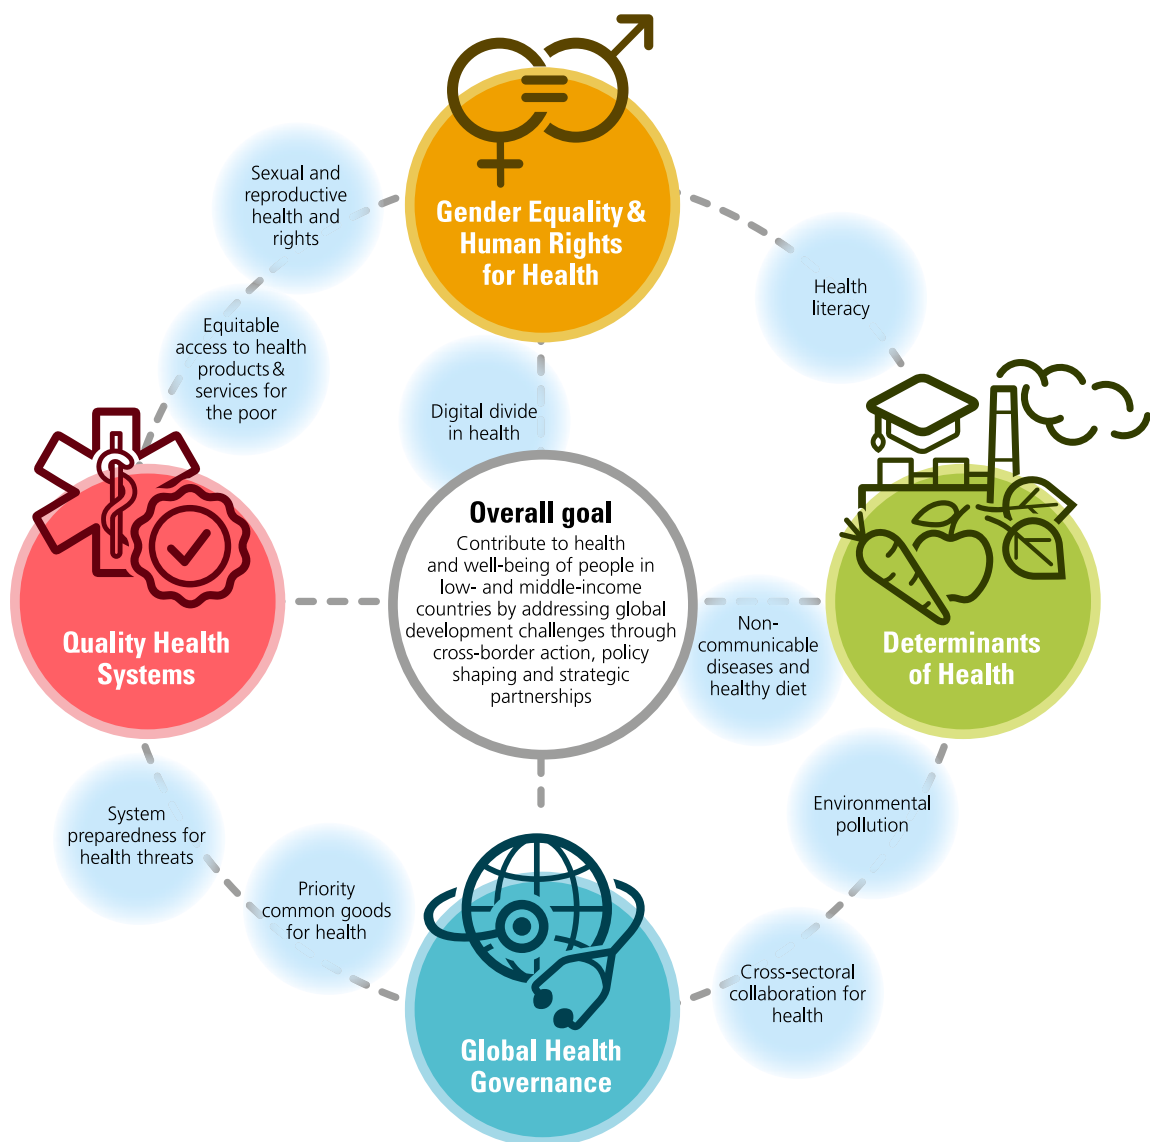 Gender Equality &
Human Rights
for Health
Sexual and
reproductive
health and
rights
Health
literacy
Equitable
access to health
products &
services for
the poor
Digital divide
in health
Overall goal
Contribute to health
and well-being of people in
low- and middle-income
countries by addressing global
development challenges through
cross-border action, policy
shaping and strategic
partnerships
Quality Health
Systems
Non-
communicable
diseases and
healthy diet
Determinants
of Health
System
preparedness for
health threats
Environmental
pollution
Priority
common goods
for health
Cross-sectoral
collaboration for
health
Global Health
Governance